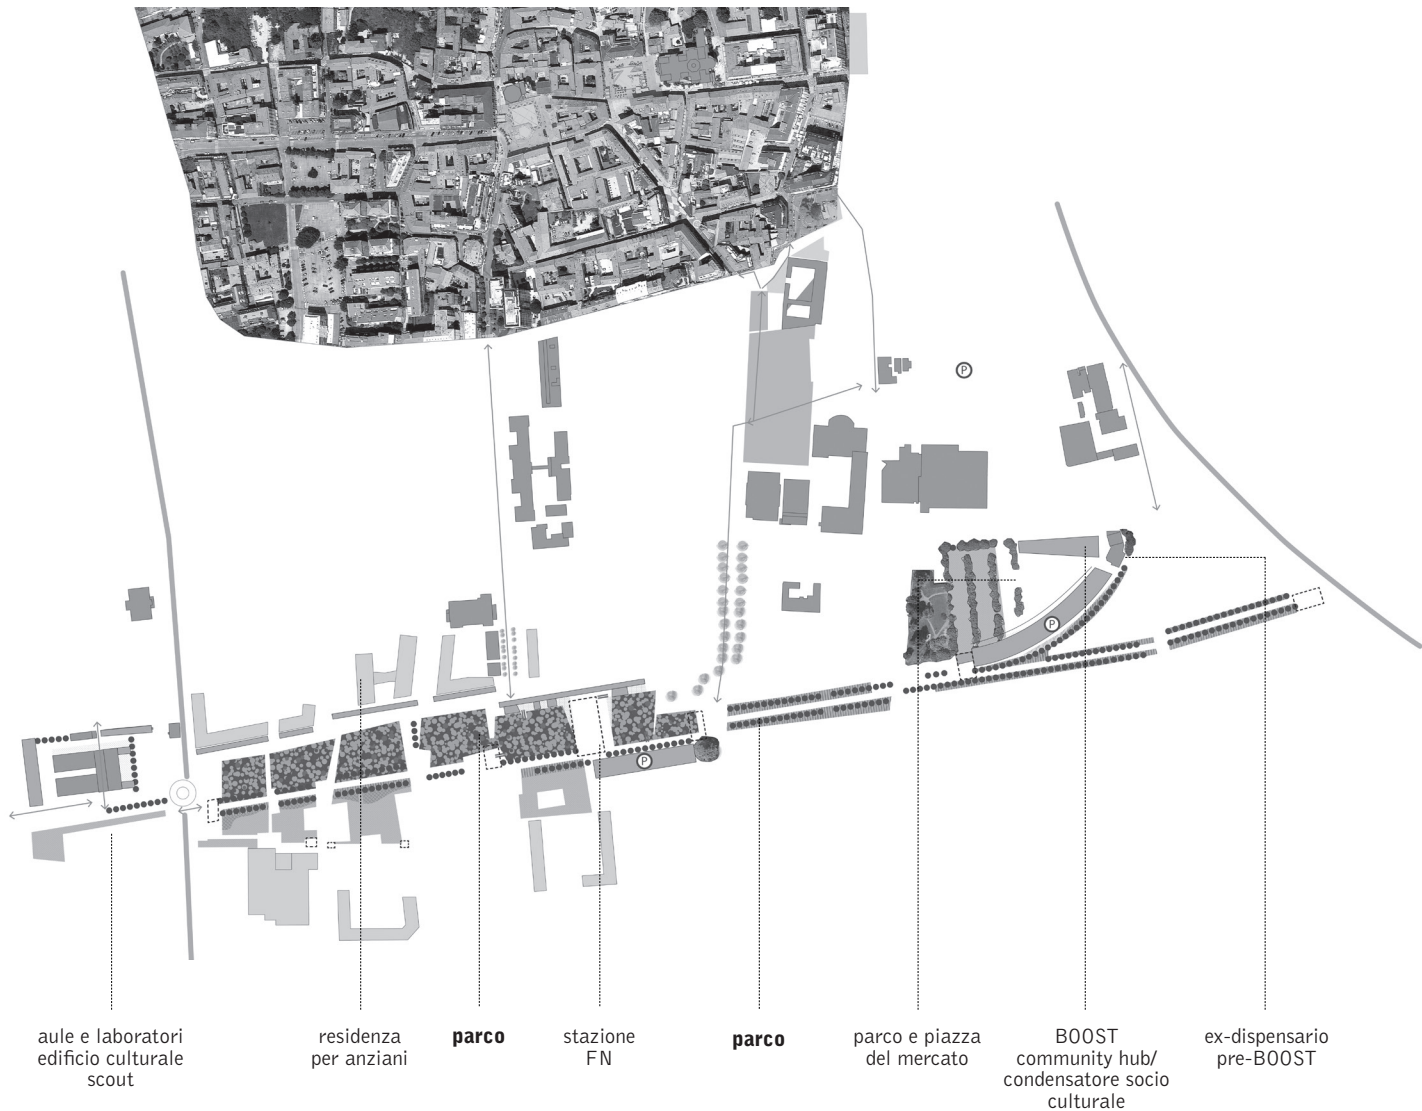 P
P
P
aule e laboratori
edificio culturale
scout
residenza
per anziani
parco
stazione
FN
parco
parco e piazza
del mercato
BOOST
community hub/
condensatore socio
culturale
ex-dispensario
pre-BOOST